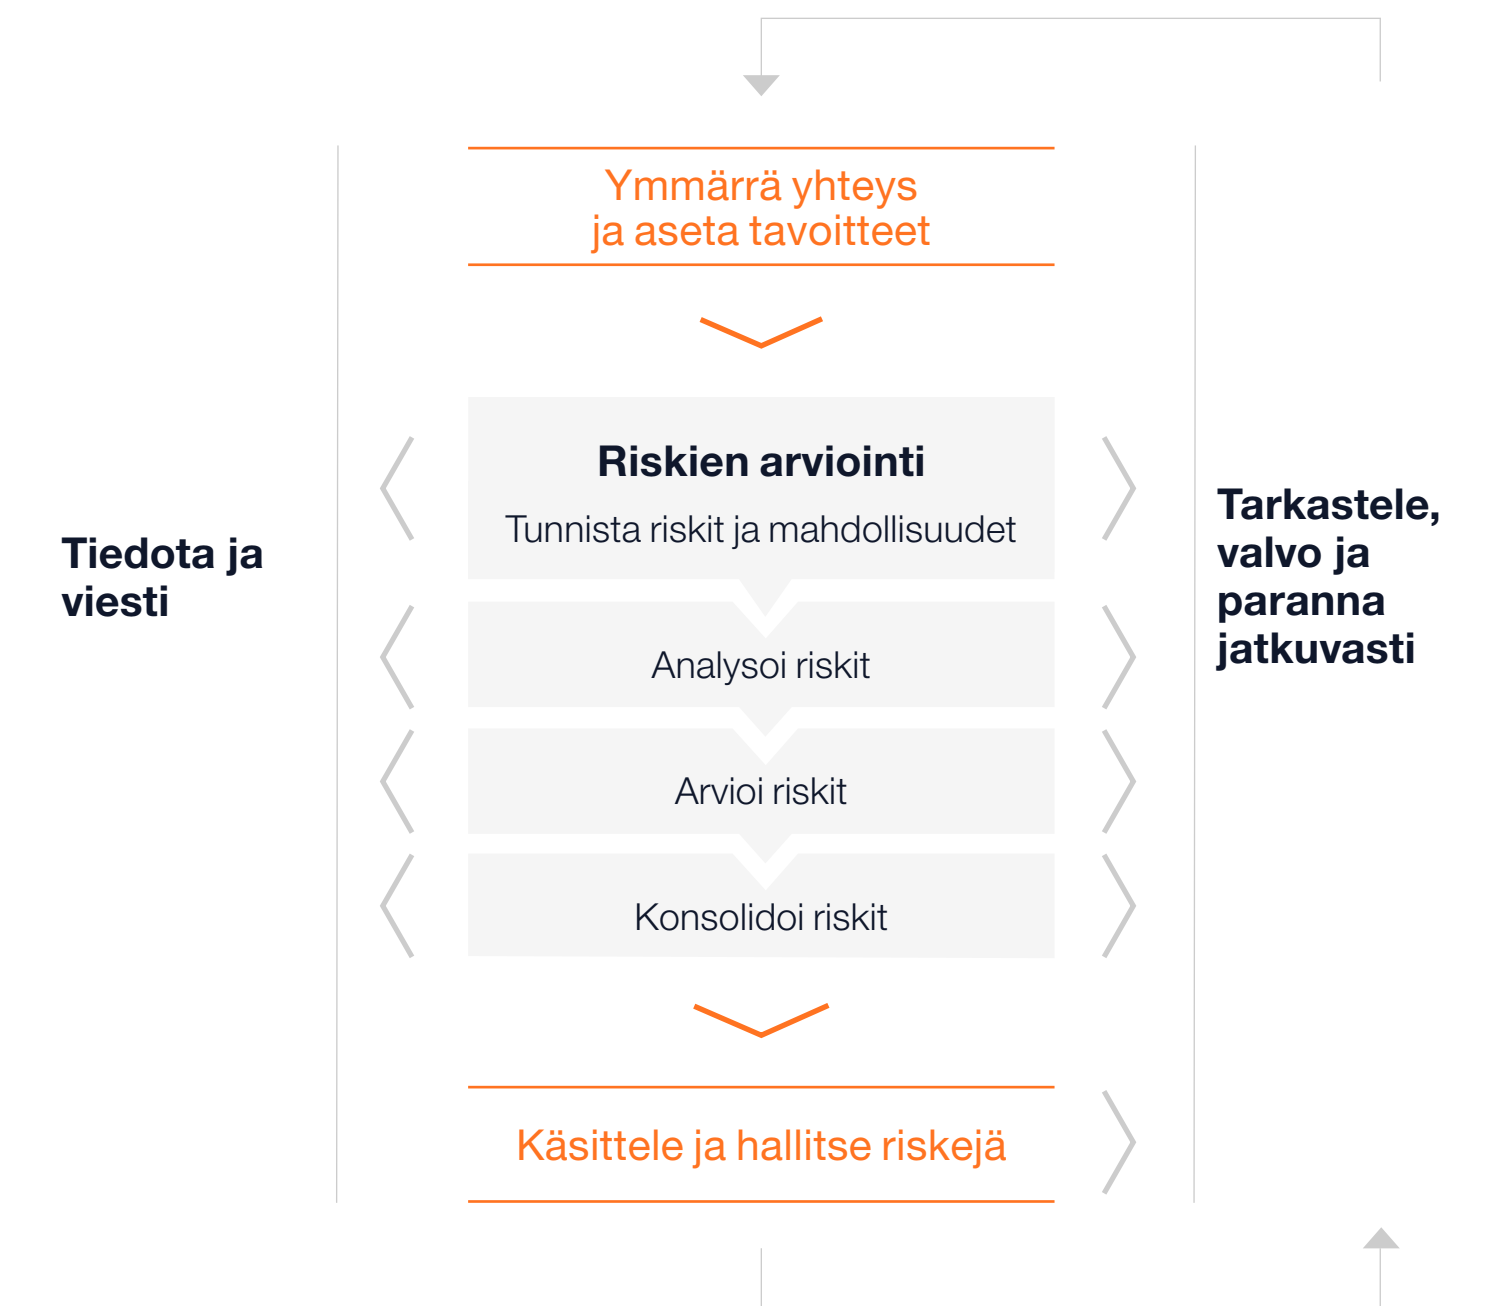 Ymmärrä yhteys
ja aseta tavoitteet
Riskien arviointi
Tunnista riskit ja mahdollisuudet
Tiedota ja
viesti
Tarkastele,
valvo ja
paranna
jatkuvasti
Analysoi riskit
Arvioi riskit
Konsolidoi riskit
Käsittele ja hallitse riskejä